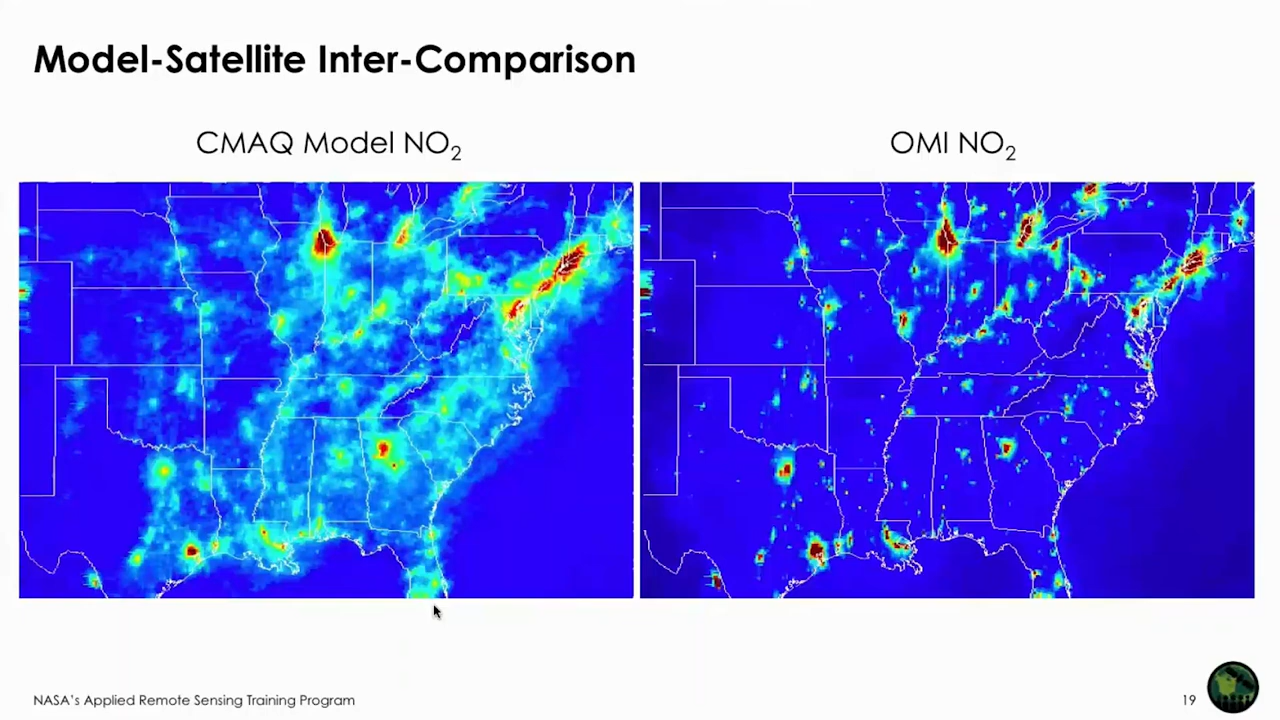 Model-Satellite Inter-Comparison
CMAQ Model NO₂
OMI NO₂
NASA's Applied Remote Sensing Training Program
19